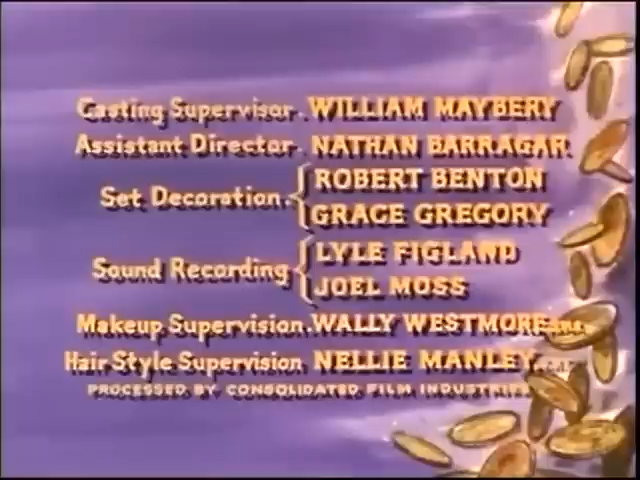 Casting Supervisor. WILLIAM MAYBERY
Assistant Director. NATHAN BARRAGAR
Set Decoration. { ROBERT BENTON
GRACE GREGORY
Sound Recording { LYLE FIGLAND
JOEL MOSS
Makeup Supervision. WALLY WESTMORE S.M.A.
Hair Style Supervision NELLIE MANLEY
PROCESSED BY CONSOLIDATED FILM INDUSTRIES